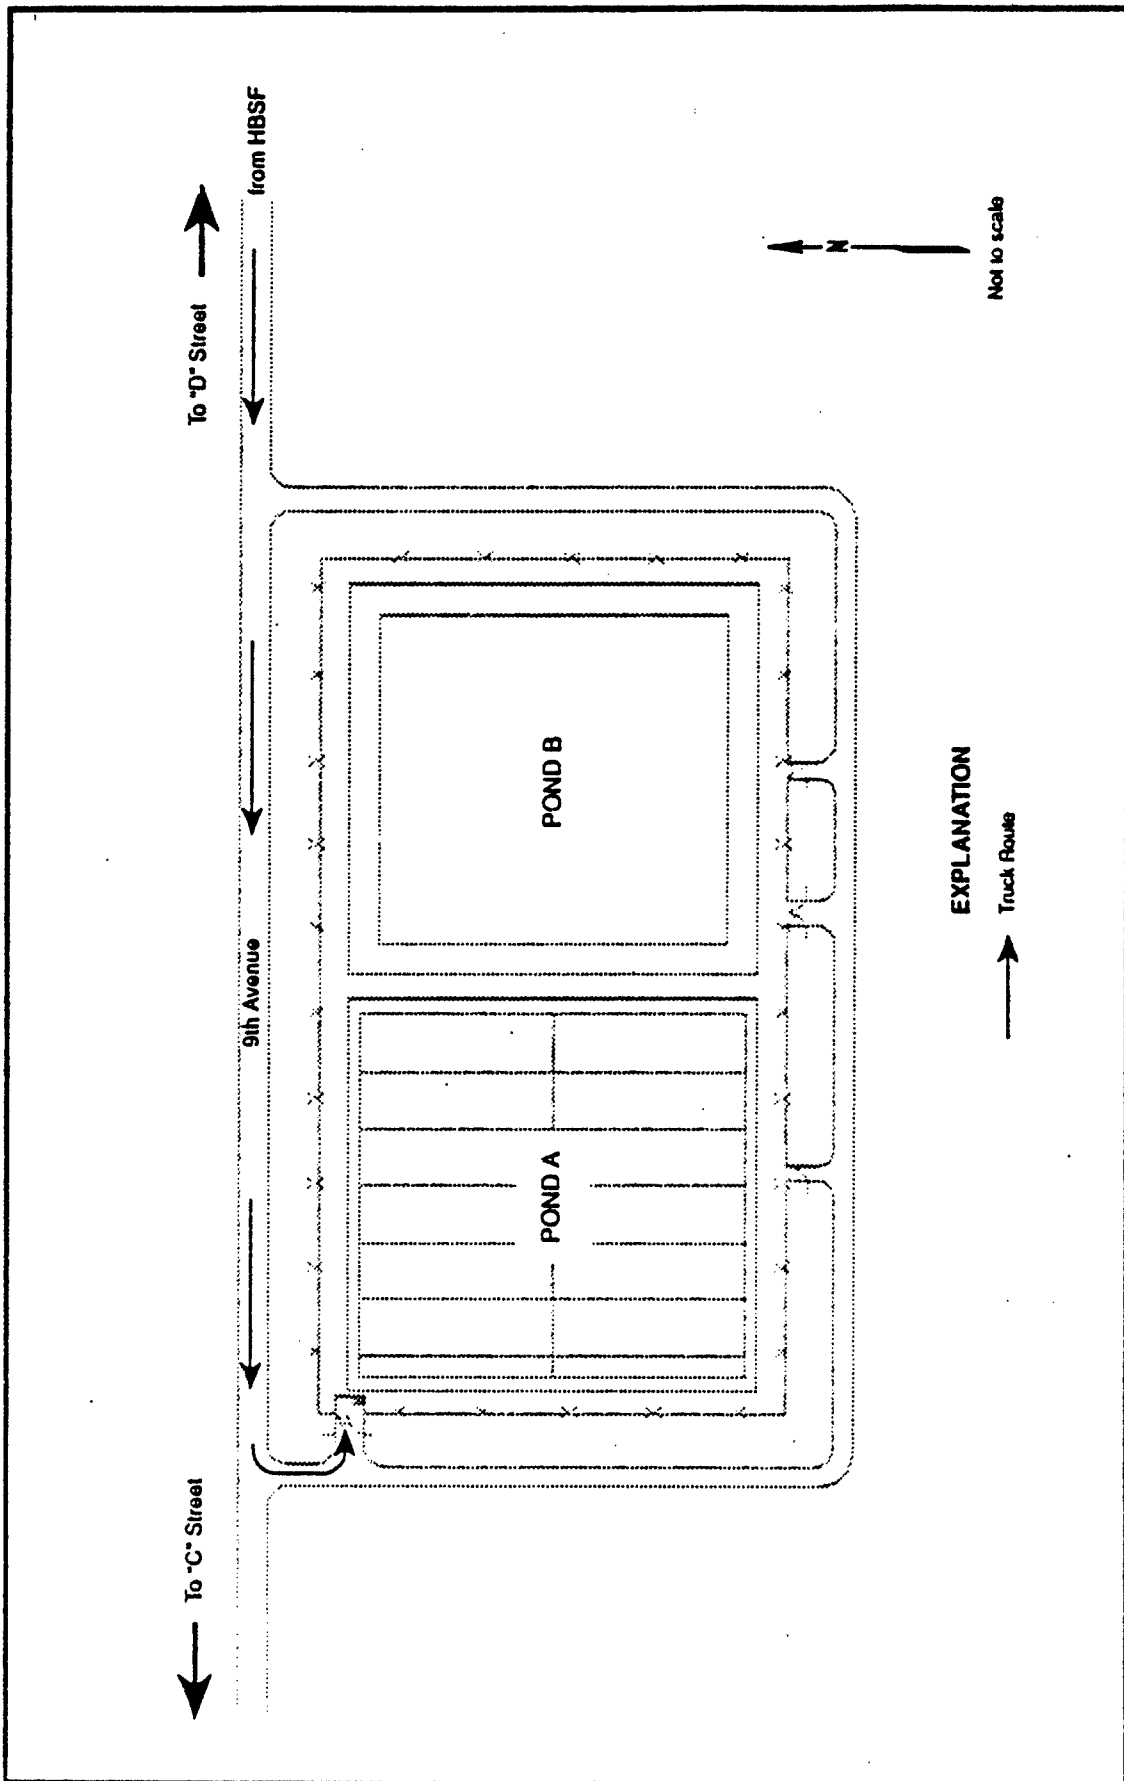 To "C" Street
9th Avenue
To "D" Street
from HBSF
POND A
POND B
N
Not to scale
EXPLANATION
Truck Route